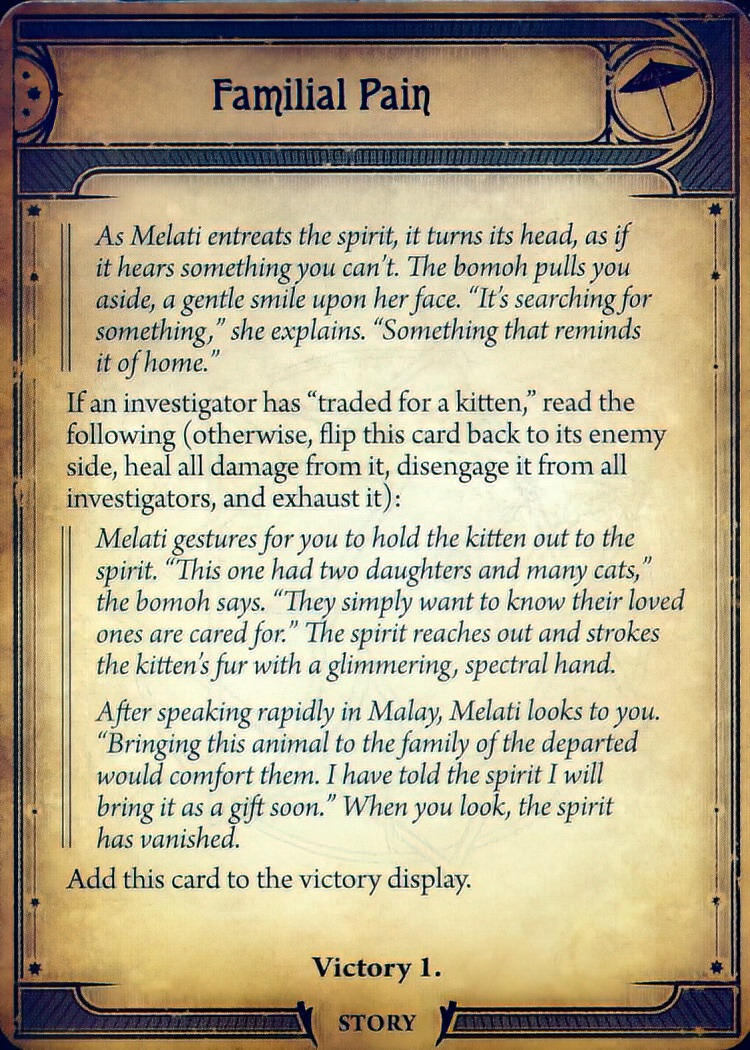 Familial Pain
As Melati entreats the spirit, it turns its head, as if
it hears something you can't. The bomoh pulls you
aside, a gentle smile upon her face. “It's searching for
something,” she explains. “Something that reminds
it of home.”
If an investigator has “traded for a kitten,” read the
following (otherwise, flip this card back to its enemy
side, heal all damage from it, disengage it from all
investigators, and exhaust it):
Melati gestures for you to hold the kitten out to the
spirit. “This one had two daughters and many cats,”
the bomoh says. “They simply want to know their loved
ones are cared for.” The spirit reaches out and strokes
the kitten's fur with a glimmering, spectral hand.
After speaking rapidly in Malay, Melati looks to you.
“Bringing this animal to the family of the departed
would comfort them. I have told the spirit I will
bring it as a gift soon.” When you look, the spirit
has vanished.
Add this card to the victory display.
Victory 1.
STORY